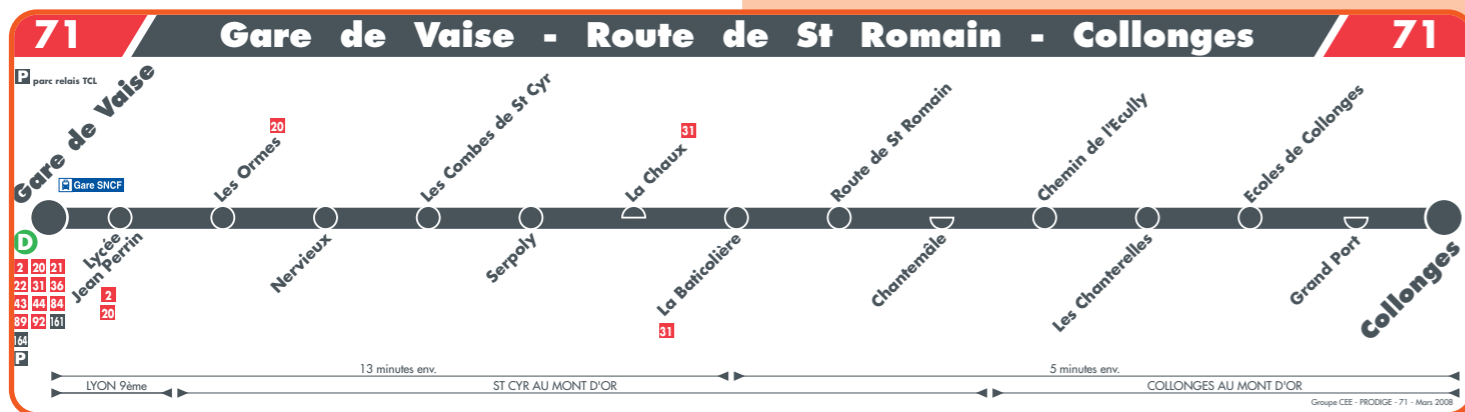 71 Gare de Vaise - Route de St Romain - Collonges 71
P parc relais TCL
Gare de Vaise
Gare SNCF
D
2 20 21
22 31 36
43 44 84
89 92 161
164
P
Lycée
Jean Perrin
2
20
Les Ormes
20
Nervieux
Les Combes de St Cyr
Serpoly
La Chaux
31
La Baticolière
31
Route de St Romain
Chantemâle
Chemin de l'Ecully
Les Chanterelles
Ecoles de Collonges
Grand Port
Collonges
13 minutes env. 5 minutes env.
LYON 9ème ST CYR AU MONT D'OR COLLONGES AU MONT D'OR
Groupe CEE - PRODIGE - 71 - Mars 2008